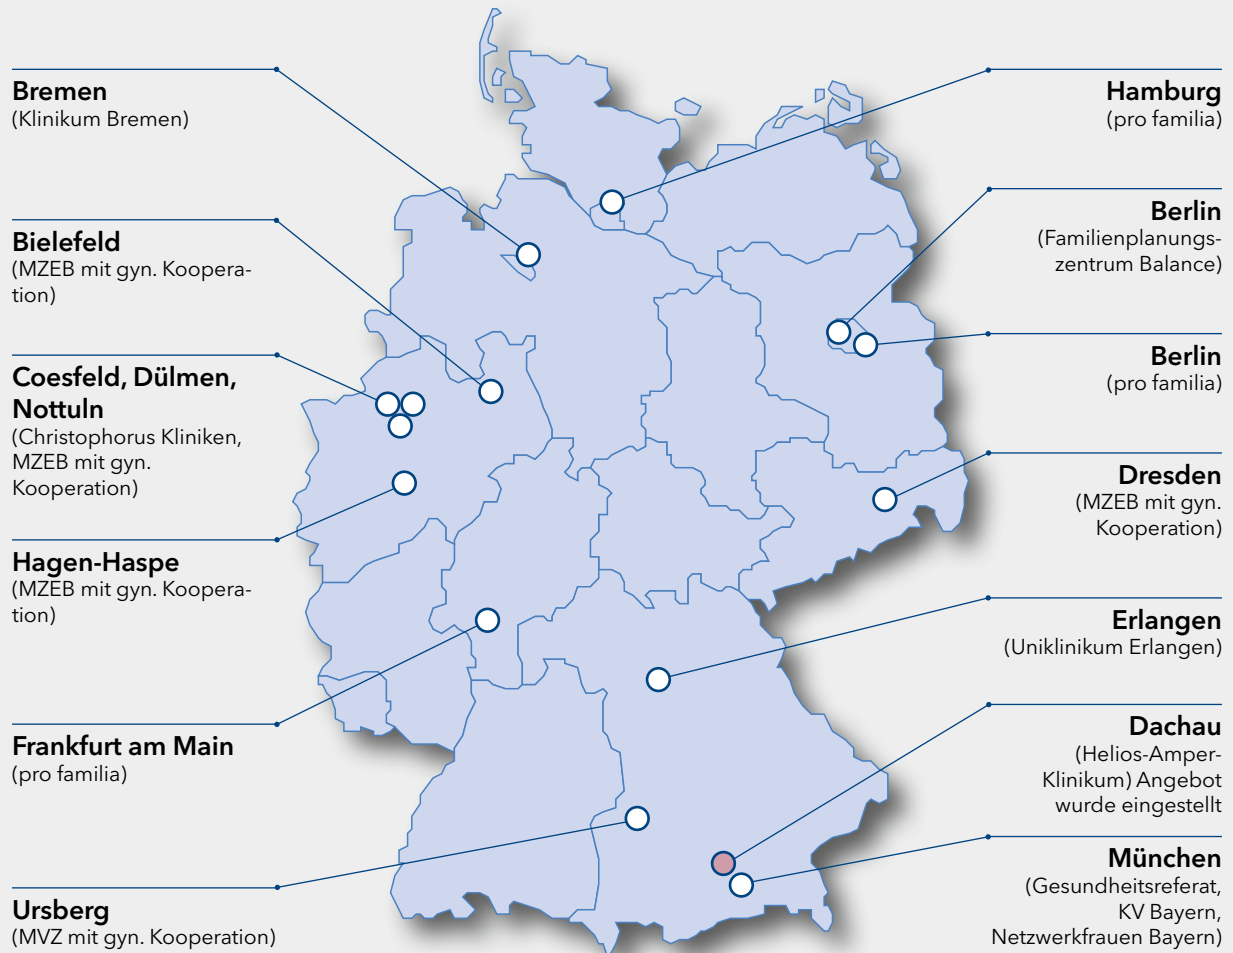 Bremen
(Klinikum Bremen)
Bielefeld
(MZEB mit gyn. Koopera-
tion)
Coesfeld, Dülmen,
Nottuln
(Christophorus Kliniken,
MZEB mit gyn.
Kooperation)
Hagen-Haspe
(MZEB mit gyn. Koopera-
tion)
Frankfurt am Main
(pro familia)
Ursberg
(MVZ mit gyn. Kooperation)
Hamburg
(pro familia)
Berlin
(Familienplanungs-
zentrum Balance)
Berlin
(pro familia)
Dresden
(MZEB mit gyn.
Kooperation)
Erlangen
(Uniklinikum Erlangen)
Dachau
(Helios-Amper-
Klinikum) Angebot
wurde eingestellt
München
(Gesundheitsreferat,
KV Bayern,
Netzwerkfrauen Bayern)